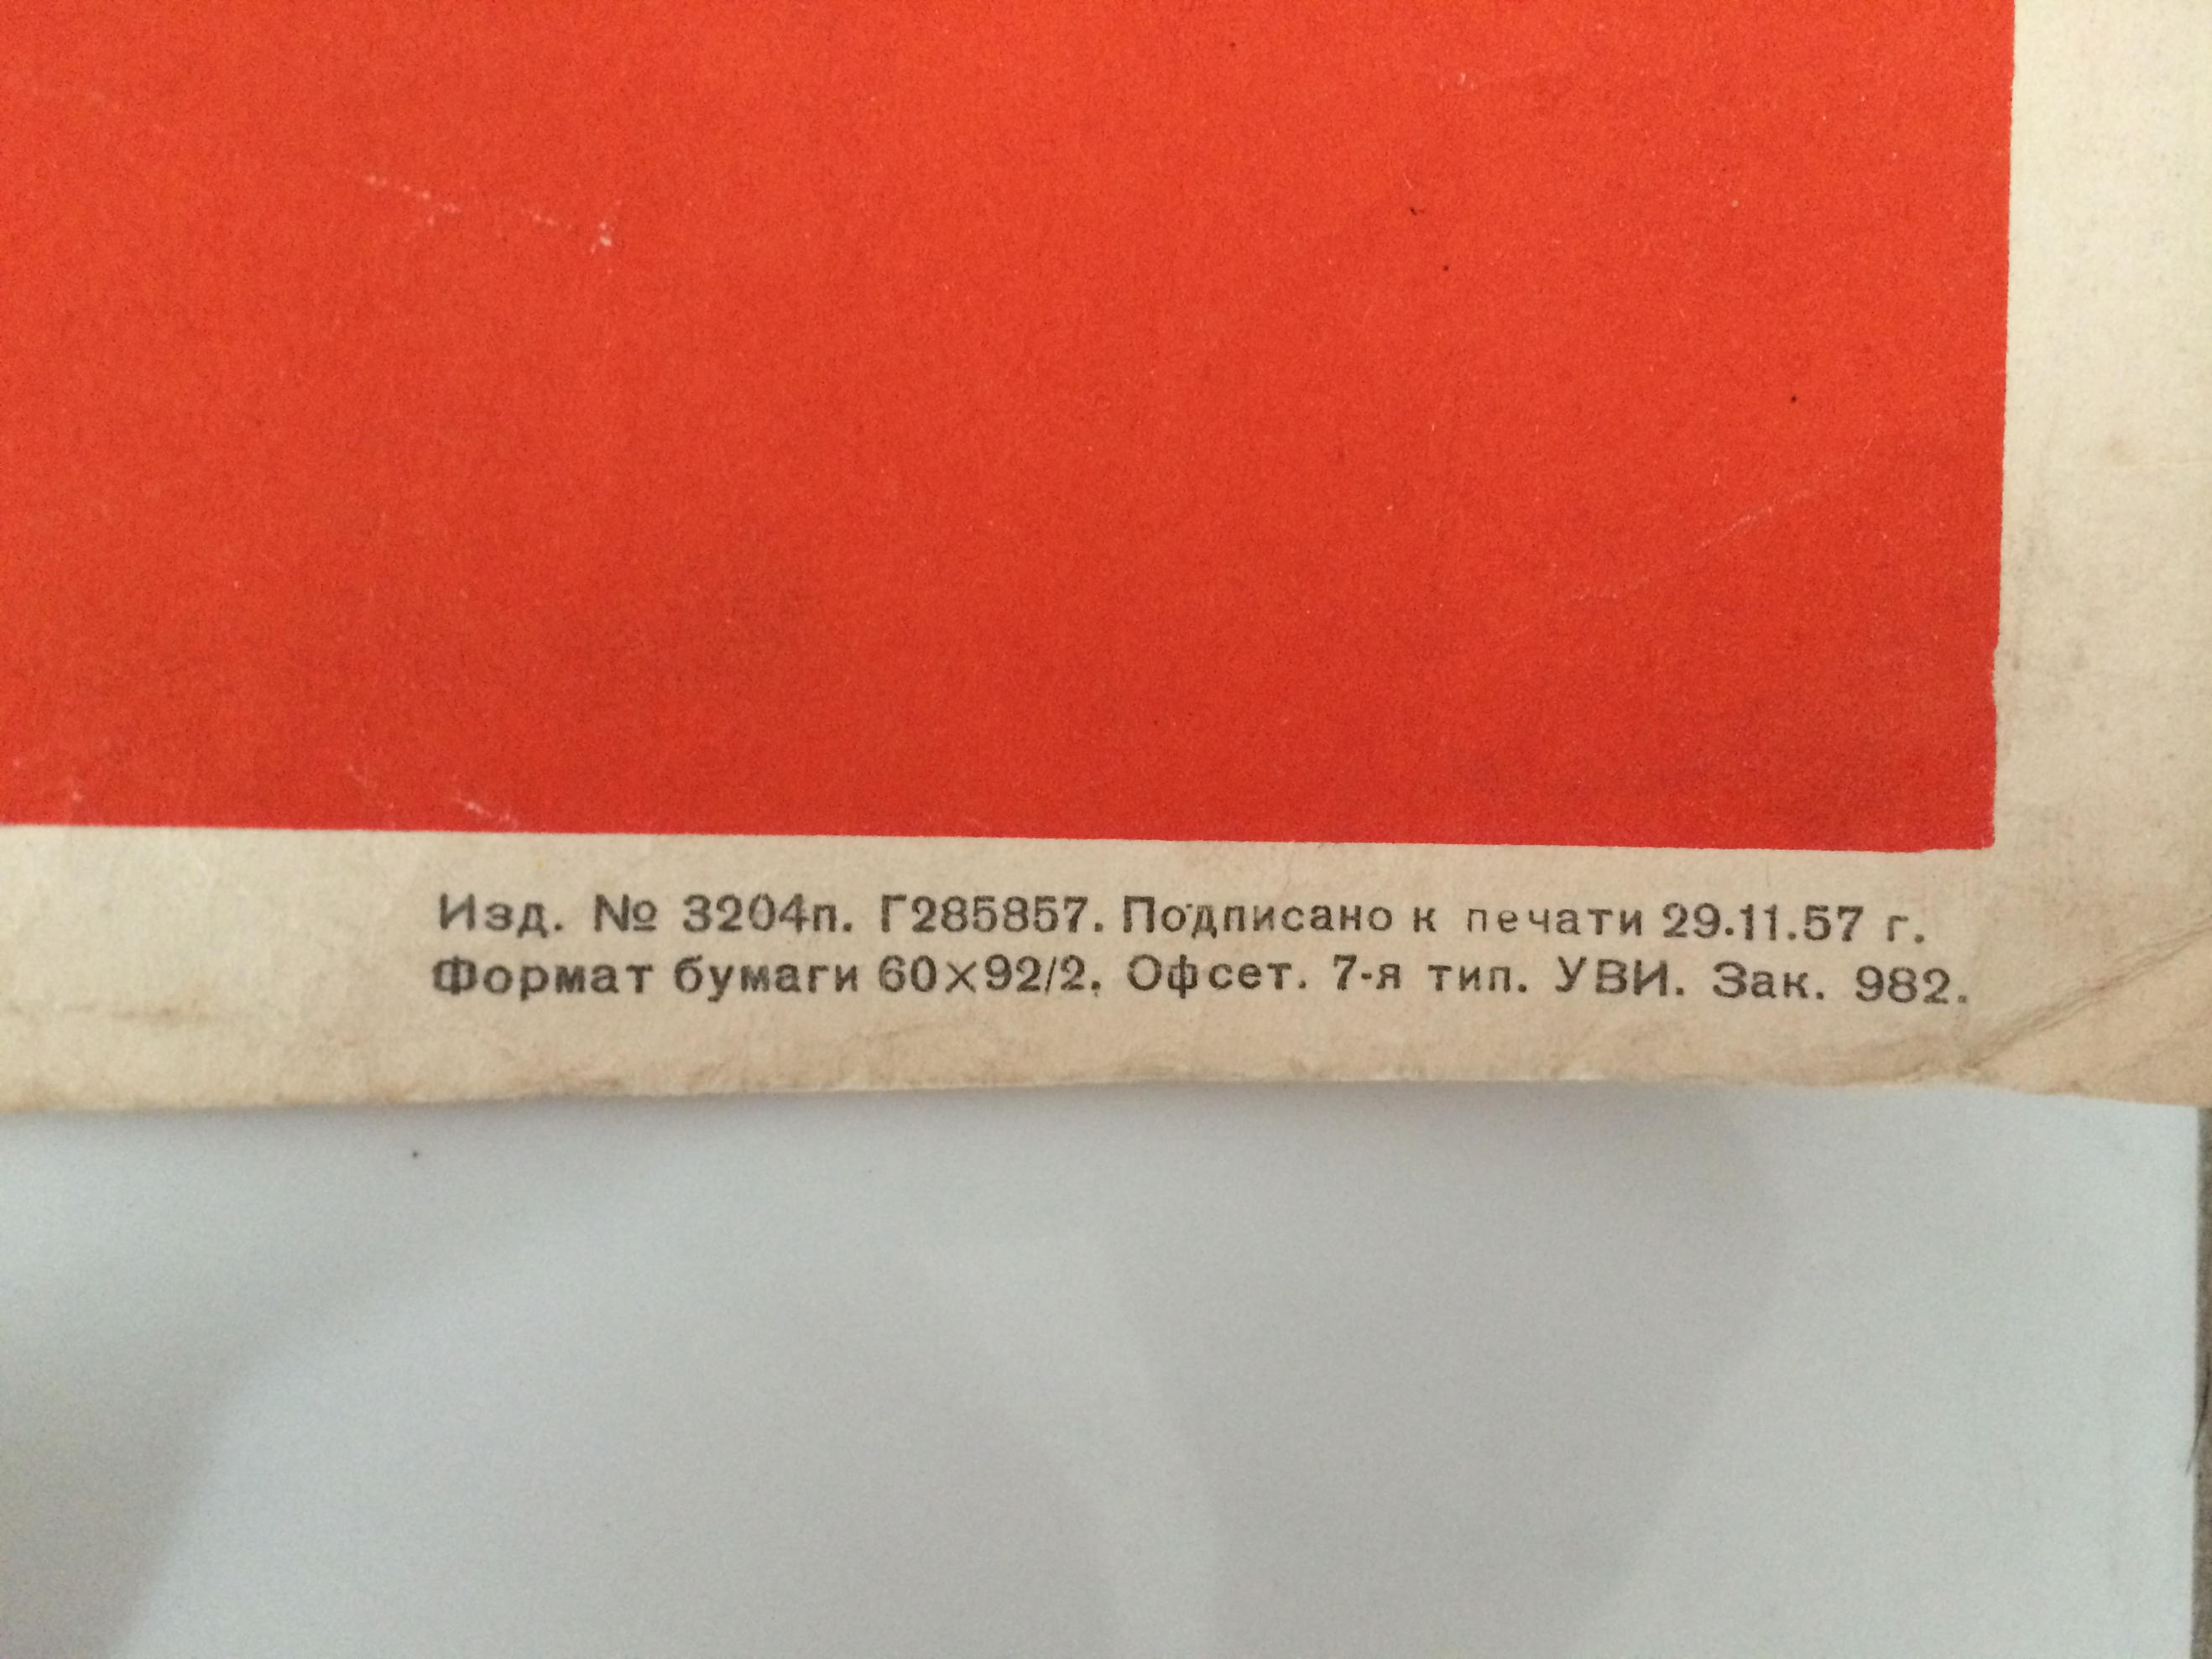 Изд. № 3204п. Г285857. Подписано к печати 29.11.57 г.
Формат бумаги 60×92/2. Офсет. 7-я тип. УВИ. Зак. 982.